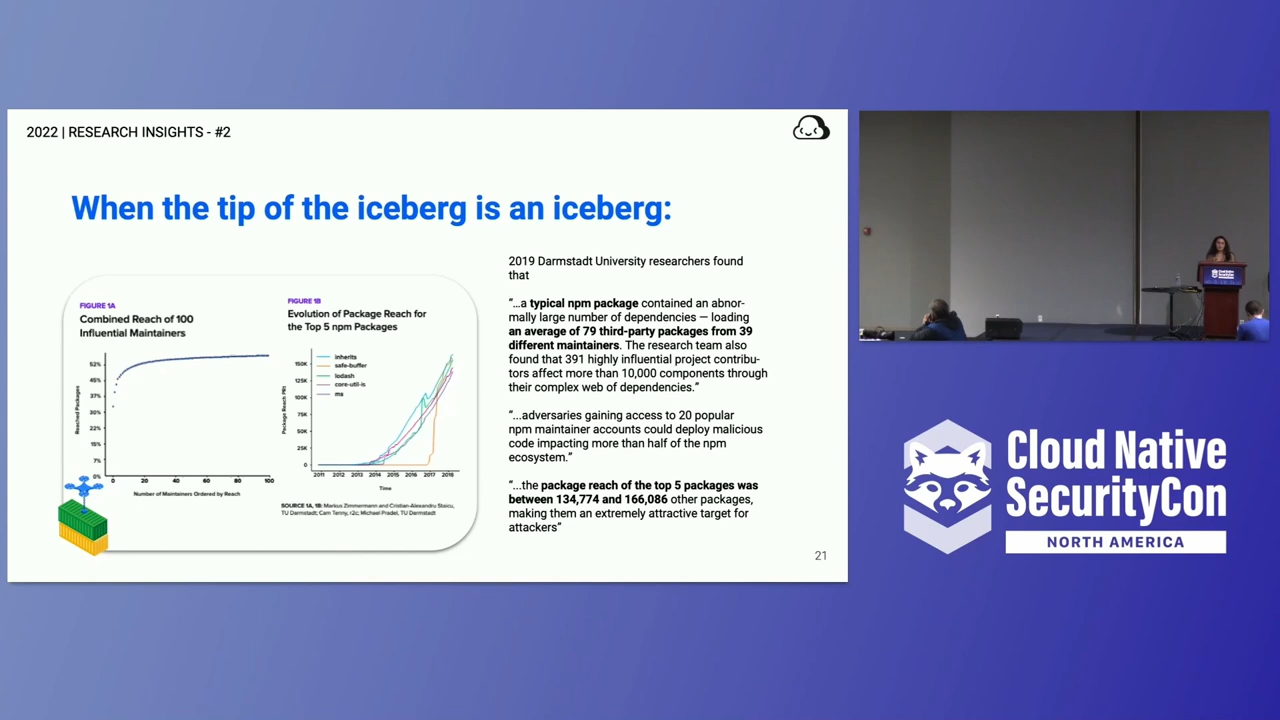 2022 | RESEARCH INSIGHTS - #2
When the tip of the iceberg is an iceberg:
FIGURE 1A
Combined Reach of 100
Influential Maintainers
Reached Packages
52%
45%
37%
30%
22%
15%
7%
0%
0 20 40 60 80 100
Number of Maintainers Ordered by Reach
FIGURE 1B
Evolution of Package Reach for
the Top 5 npm Packages
inherits
safe-buffer
lodash
core-util-is
ms
150K
125K
100K
75K
50K
25K
0
2011 2012 2013 2014 2015 2016 2017 2018
Time
SOURCE 1A, 1B: Markus Zimmermann and Cristian-Alexandru Staicu,
TU Darmstadt; Cam Tenny, r2c; Michael Pradel, TU Darmstadt
2019 Darmstadt University researchers found
that
“…a typical npm package contained an abnor-
mally large number of dependencies — loading
an average of 79 third-party packages from 39
different maintainers. The research team also
found that 391 highly influential project contribu-
tors affect more than 10,000 components through
their complex web of dependencies.”
“...adversaries gaining access to 20 popular
npm maintainer accounts could deploy malicious
code impacting more than half of the npm
ecosystem.”
“...the package reach of the top 5 packages was
between 134,774 and 166,086 other packages,
making them an extremely attractive target for
attackers”
21
Cloud Native
SecurityCon
NORTH AMERICA